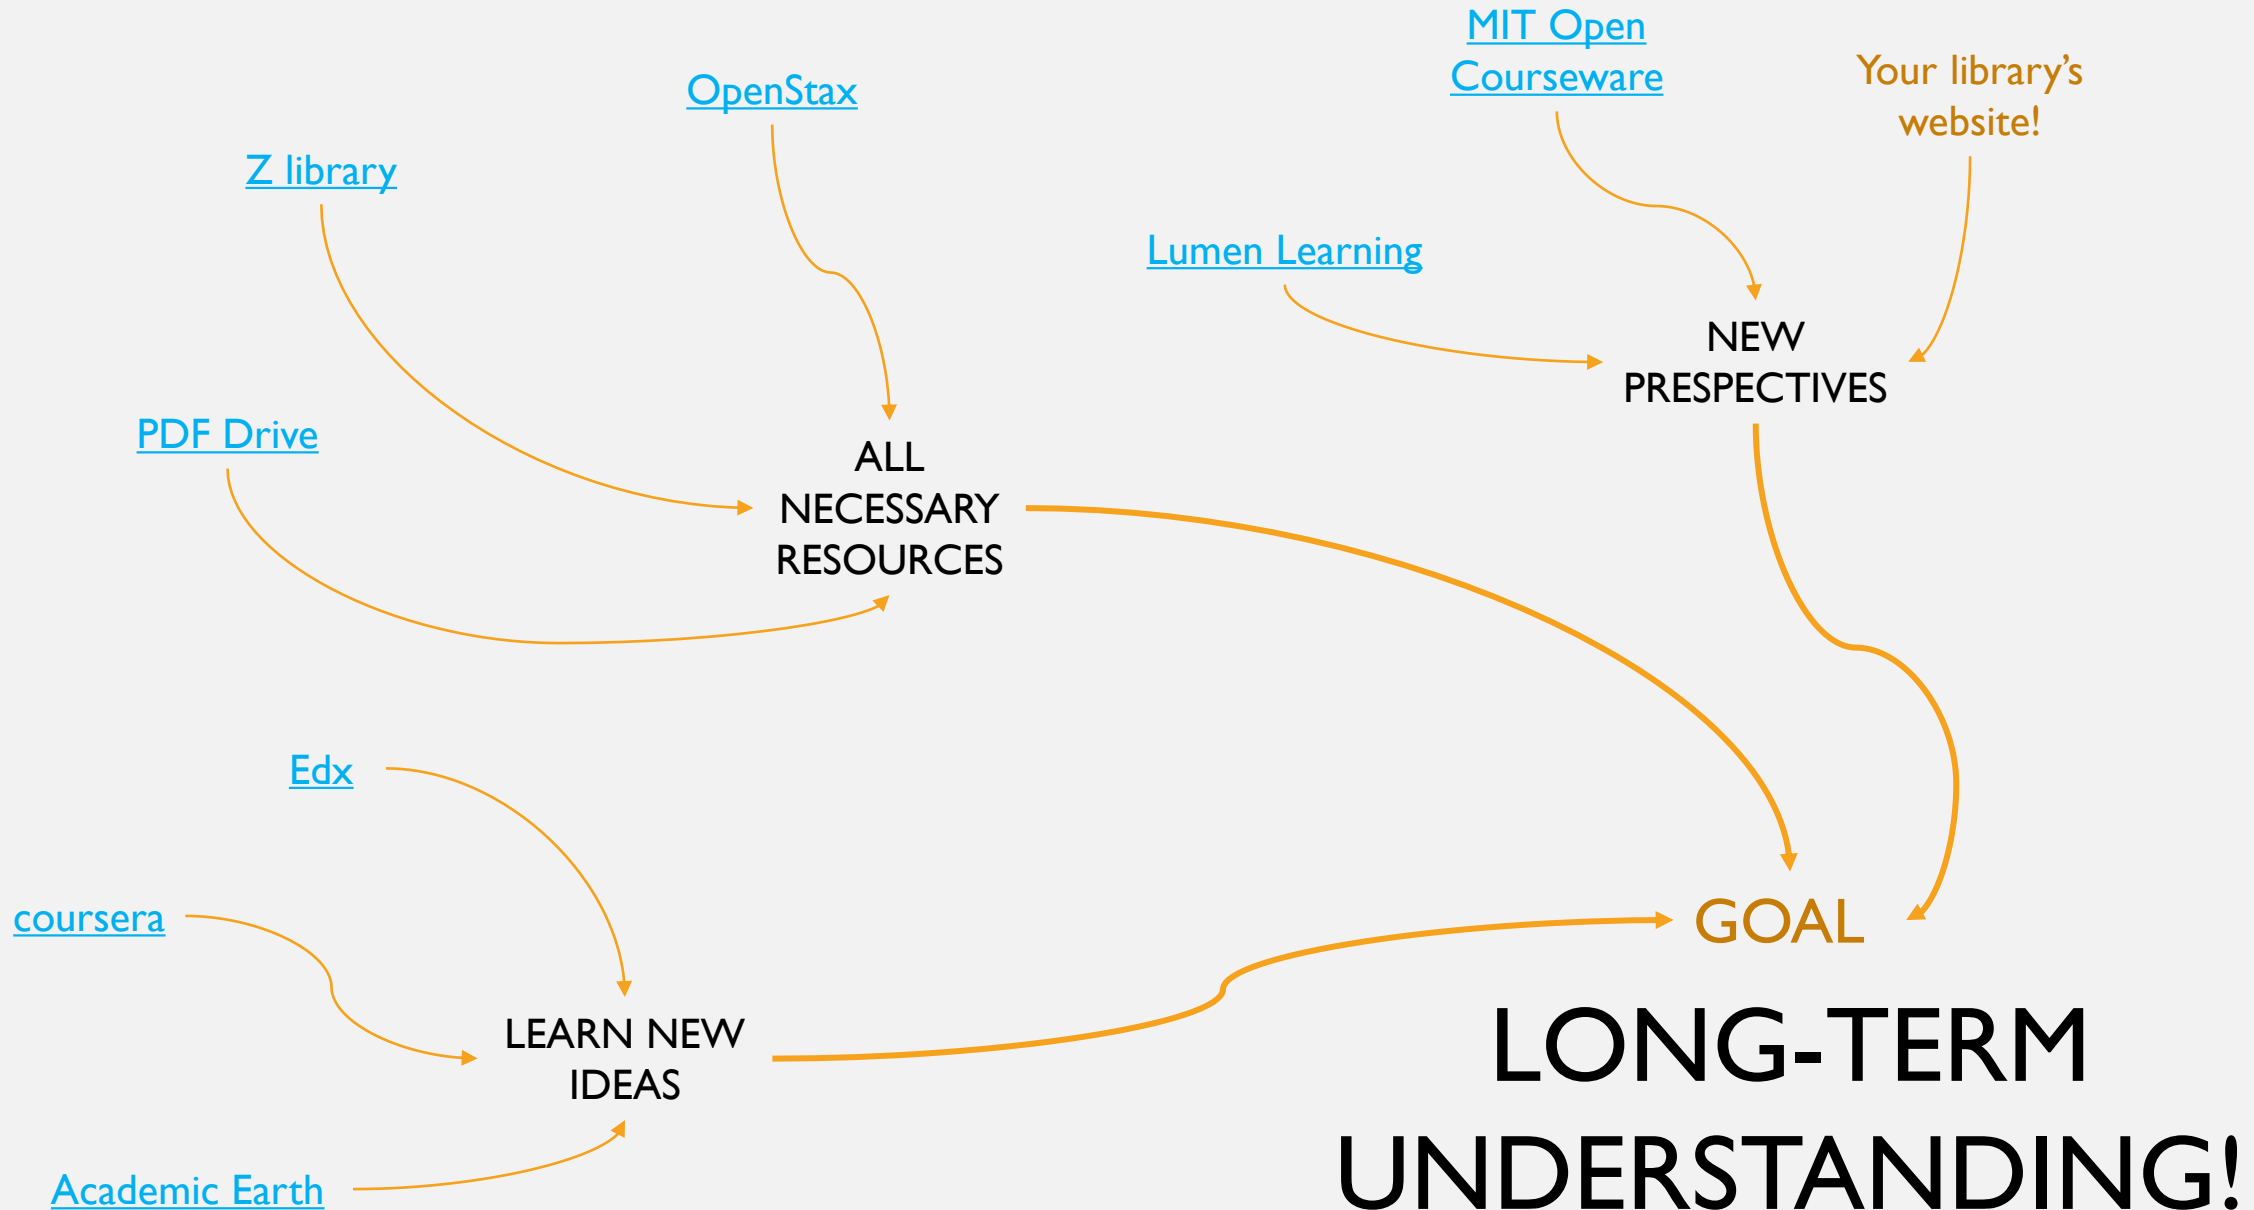 MIT Open
Courseware
Your library's
website!
OpenStax
Z library
Lumen Learning
NEW
PRESPECTIVES
PDF Drive
ALL
NECESSARY
RESOURCES
Edx
coursera
GOAL
LEARN NEW
IDEAS
LONG-TERM
UNDERSTANDING!
Academic Earth